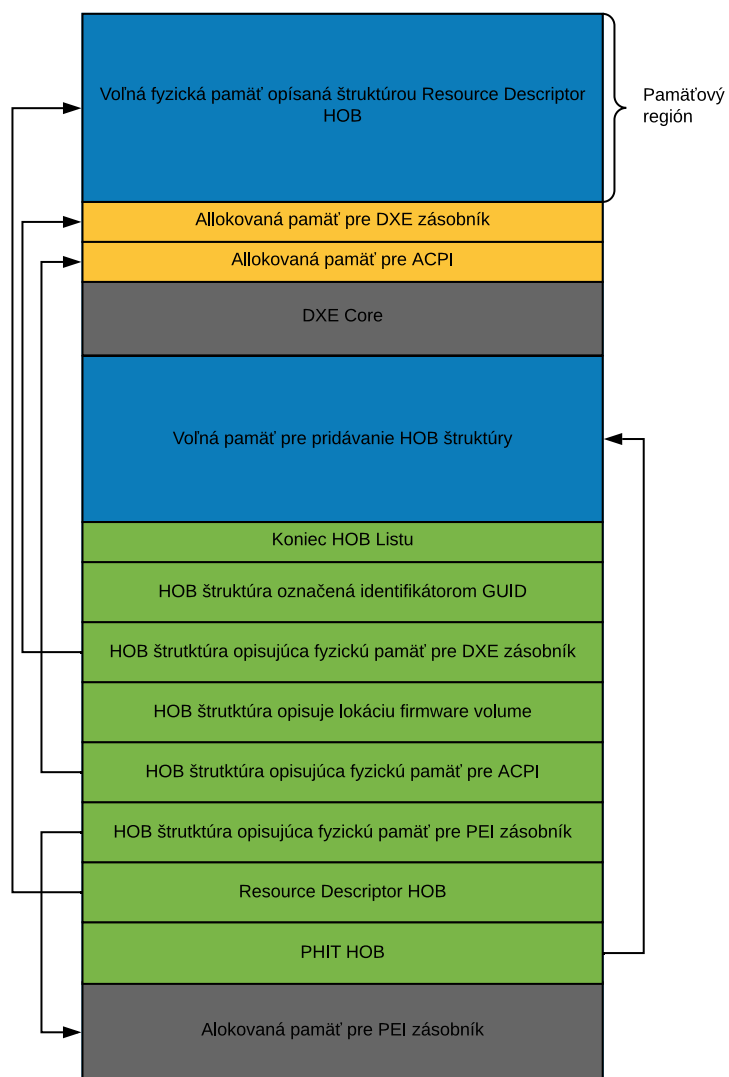 Voľná fyzická pamäť opísaná štruktúrou Resource Descriptor
HOB
Pamäťový
región
Allokovaná pamäť pre DXE zásobník
Allokovaná pamäť pre ACPI
DXE Core
Voľná pamäť pre pridávanie HOB štruktúry
Koniec HOB Listu
HOB štruktúra označená identifikátorom GUID
HOB štrutktúra opisujúca fyzickú pamäť pre DXE zásobník
HOB štrutktúra opisuje lokáciu firmware volume
HOB štrutktúra opisujúca fyzickú pamäť pre ACPI
HOB štrutktúra opisujúca fyzickú pamäť pre PEI zásobník
Resource Descriptor HOB
PHIT HOB
Alokovaná pamäť pre PEI zásobník